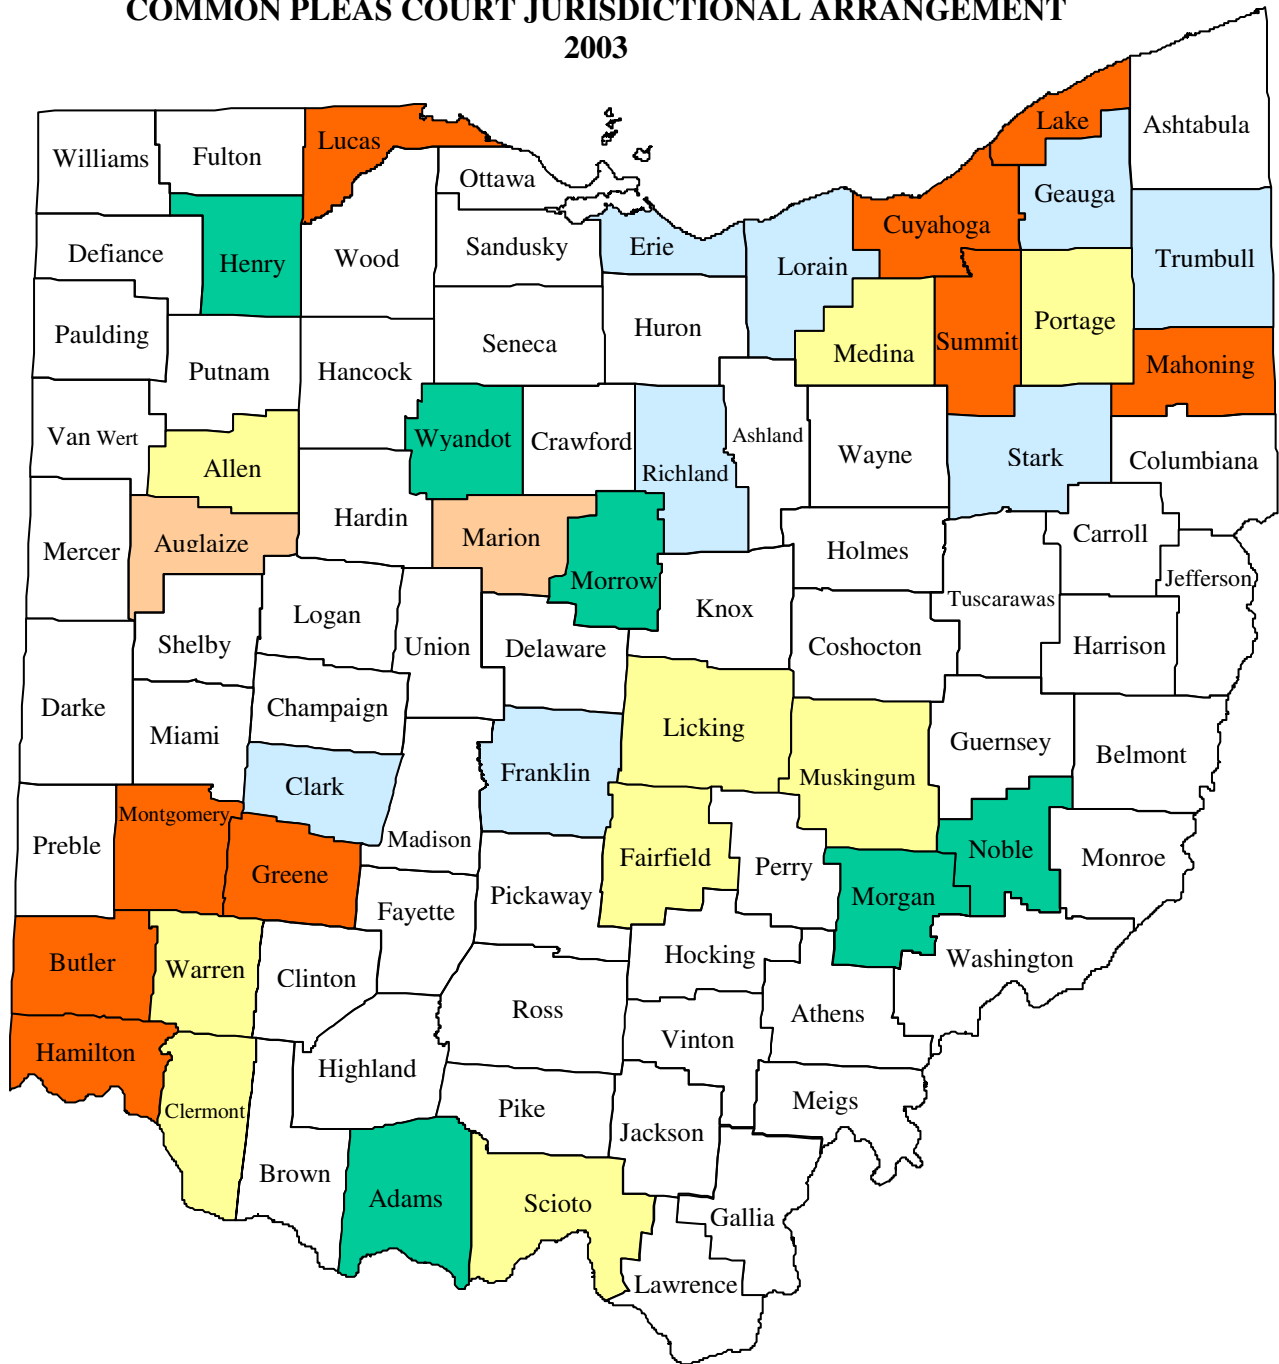 COMMON PLEAS COURT JURISDICTIONAL ARRANGEMENT
2003
Williams
Fulton
Lucas
Ottawa
Lake
Ashtabula
Geauga
Defiance
Henry
Wood
Sandusky
Erie
Lorain
Cuyahoga
Trumbull
Paulding
Putnam
Hancock
Seneca
Huron
Medina
Summit
Portage
Mahoning
Van Wert
Allen
Wyandot
Crawford
Richland
Ashland
Wayne
Stark
Columbiana
Mercer
Auglaize
Hardin
Marion
Morrow
Holmes
Carroll
Jefferson
Tuscarawas
Harrison
Logan
Shelby
Union
Delaware
Knox
Coshocton
Darke
Miami
Champaign
Licking
Muskingum
Guernsey
Belmont
Clark
Franklin
Montgomery
Madison
Preble
Greene
Fairfield
Perry
Noble
Monroe
Morgan
Fayette
Pickaway
Butler
Warren
Clinton
Hocking
Washington
Ross
Athens
Vinton
Hamilton
Highland
Clermont
Pike
Meigs
Jackson
Brown
Adams
Scioto
Gallia
Lawrence